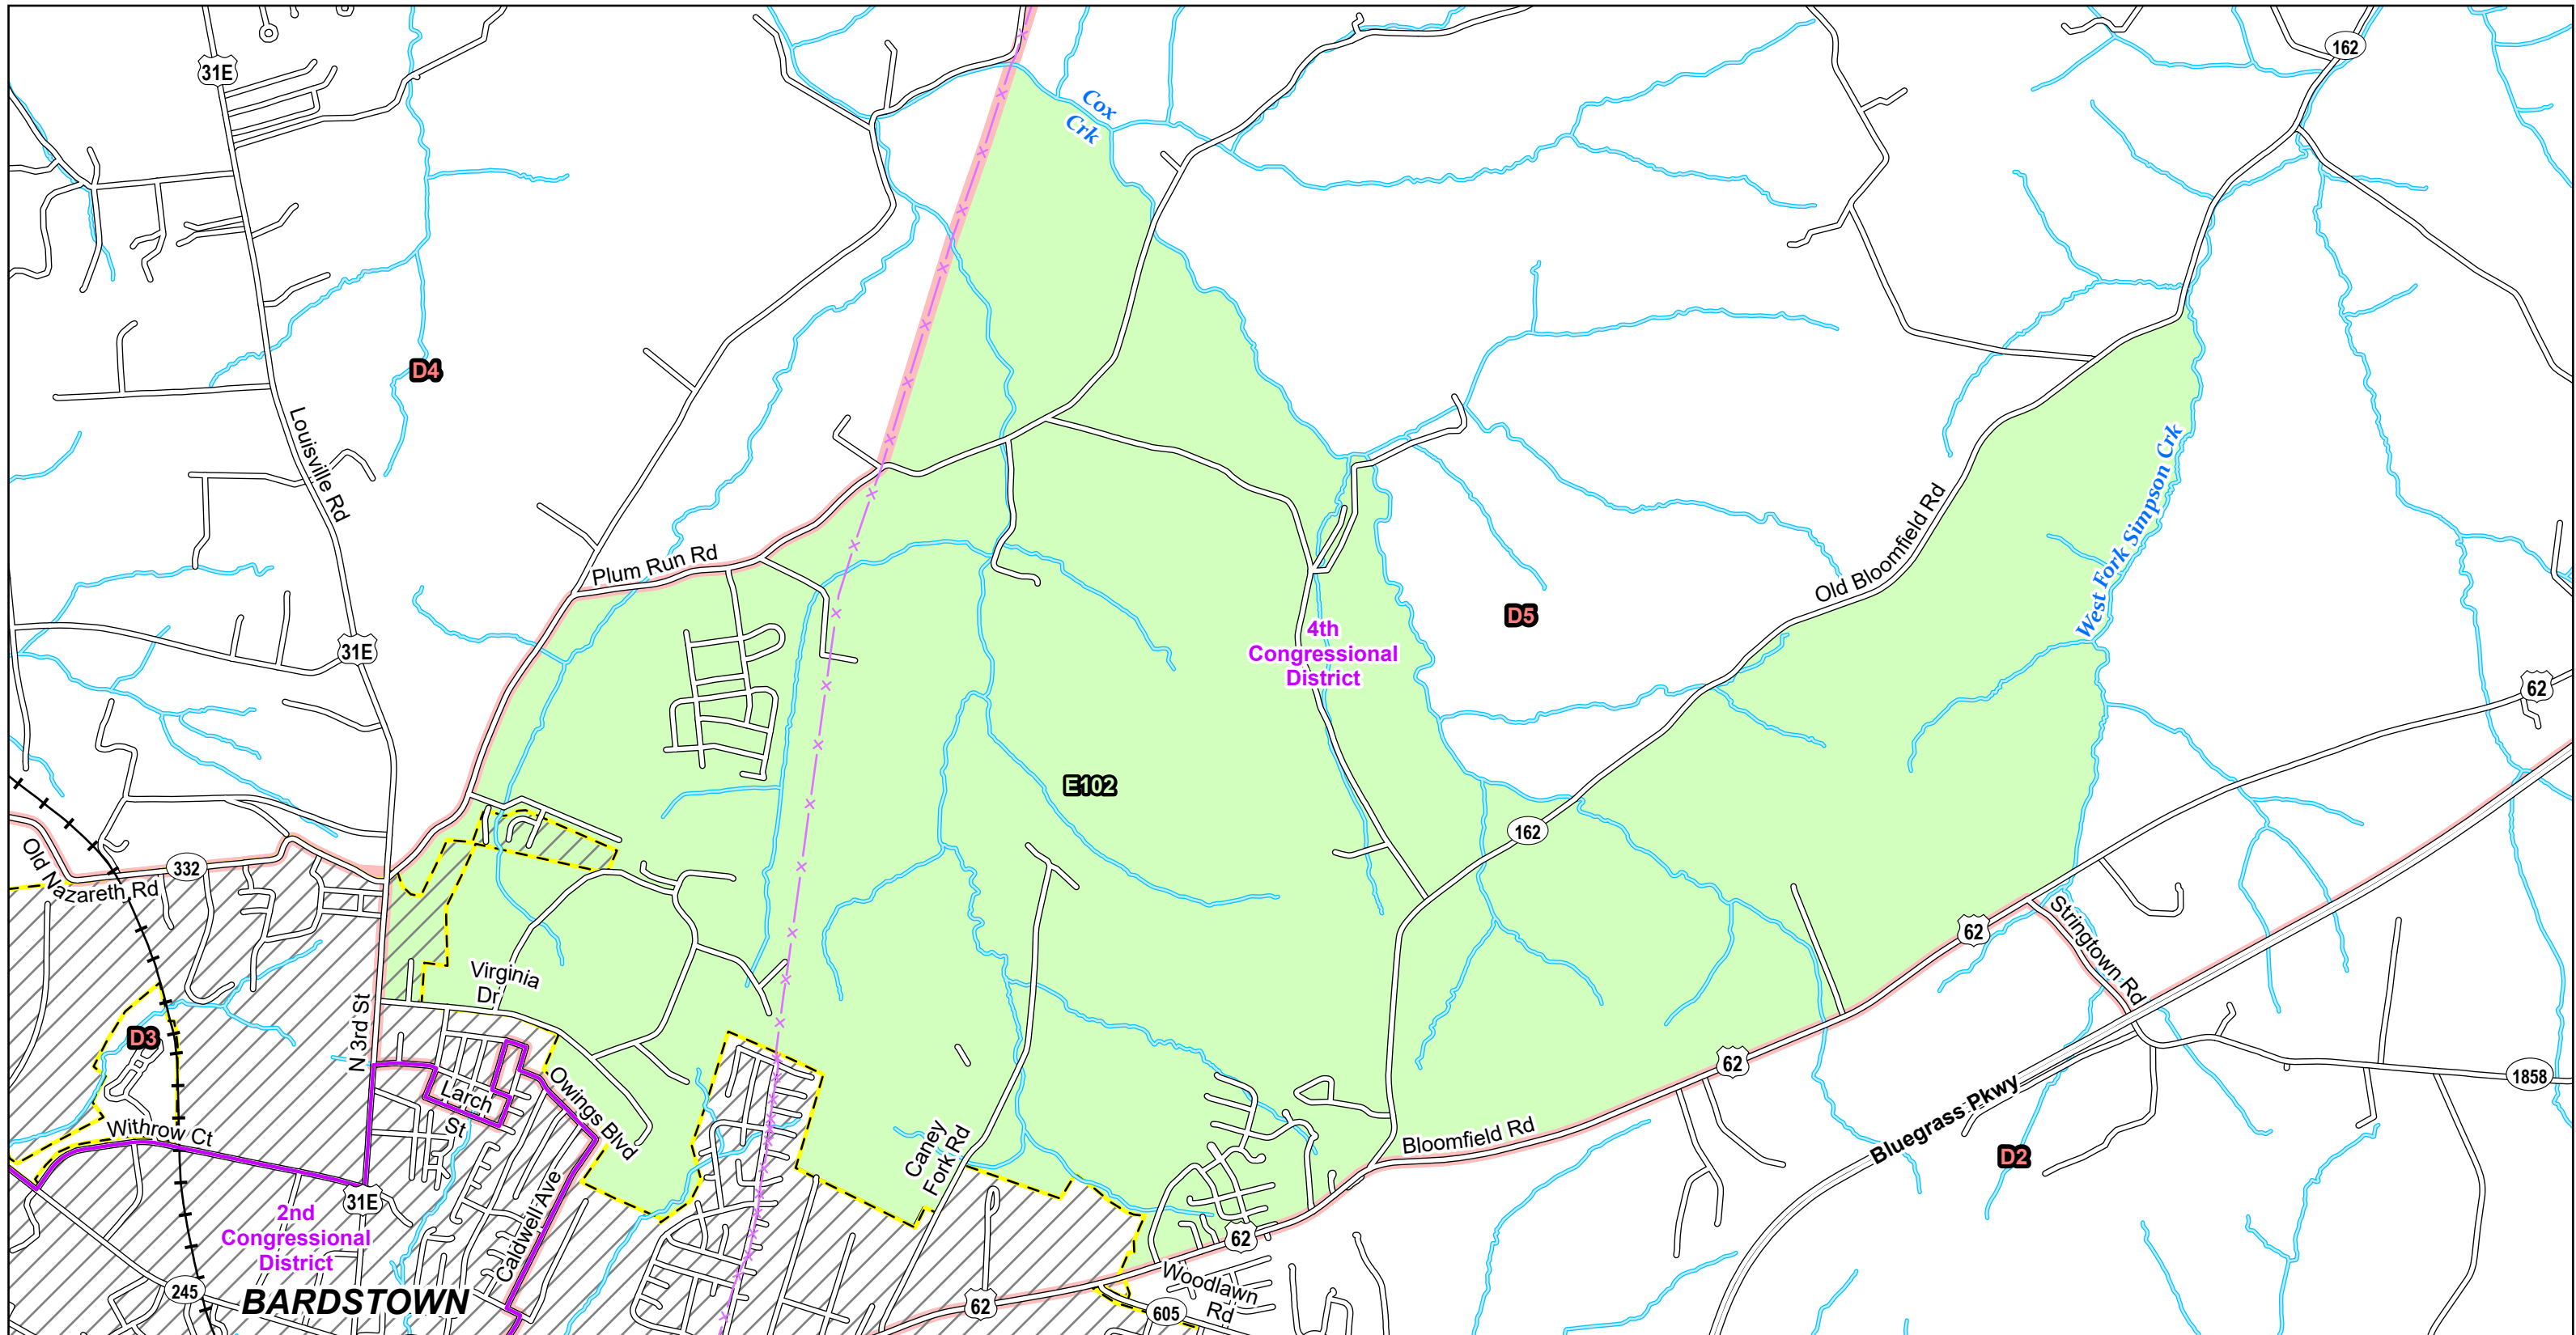 162
31E
Cox
Crk
D4
Louisville Rd
West Fork Simpson Crk
Old Bloomfield Rd
Plum Run Rd
D5
4th
Congressional
District
31E
62
E102
162
332
Old Nazareth Rd
Stringtown Rd
62
Virginia
Dr
N 3rd St
D3
62
1858
Larch
St
Owings Blvd
Bluegrass Pkwy
Withrow Ct
Caney
Fork Rd
Bloomfield Rd
D2
31E
2nd
Congressional
District
Caldwell Ave
62
245
BARDSTOWN
62
Woodlawn
Rd
605